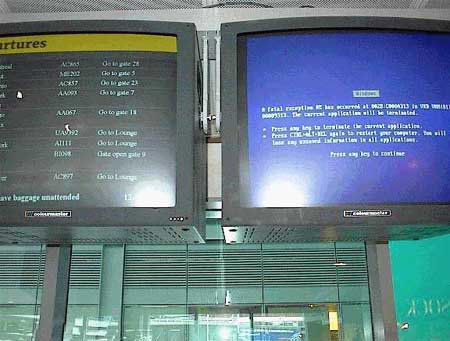 artures
AC865 Go to gate 28
ME202 Go to gate 5
AC857 Go to gate 23
AA093 Go to gate 7
AA067 Go to gate 18
Go to Lounge
AI111 Go to Lounge
Gate open gate 9
AC897 Go to Lounge
ave baggage unattended
colourmaster
Windows
A fatal exception 0E has occurred at
The current application will be terminated.
* Press any key to terminate the current application.
* Press CTRL+ALT+DEL again to restart your computer. You will
lose any unsaved information in all applications.
Press any key to continue
colourmaster
SOCK